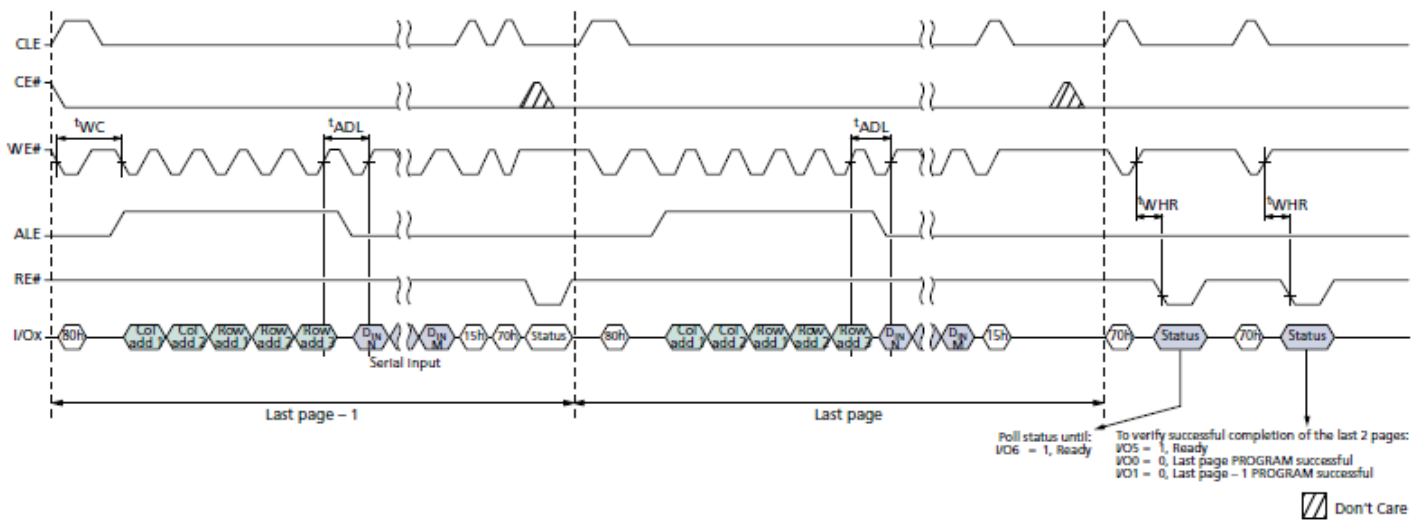 CLE
CE#
tWC
tADL
tADL
WE#
tWHR
tWHR
ALE
RE#
I/Ox
80h
Col add 1
Col add 2
Row add 1
Row add 2
Row add 3
DIN N
DIN M
15h
70h
Status
80h
Col add 1
Col add 2
Row add 1
Row add 2
Row add 3
DIN N
DIN M
15h
70h
Status
70h
Status
Serial input
Last page – 1
Last page
Poll status until:
I/O6 = 1, Ready
To verify successful completion of the last 2 pages:
I/O5 = 1, Ready
I/O0 = 0, Last page PROGRAM successful
I/O1 = 0, Last page – 1 PROGRAM successful
Don't Care